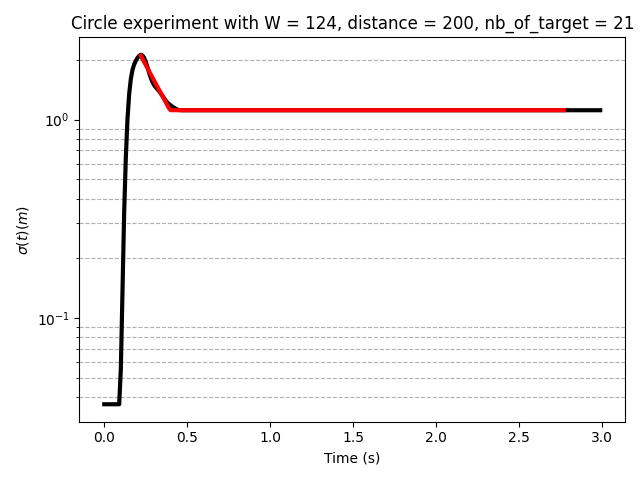 Circle experiment with W = 124, distance = 200, nb_of_target = 21
10⁰
10⁻¹
σ(t)(m)
0.0 0.5 1.0 1.5 2.0 2.5 3.0
Time (s)